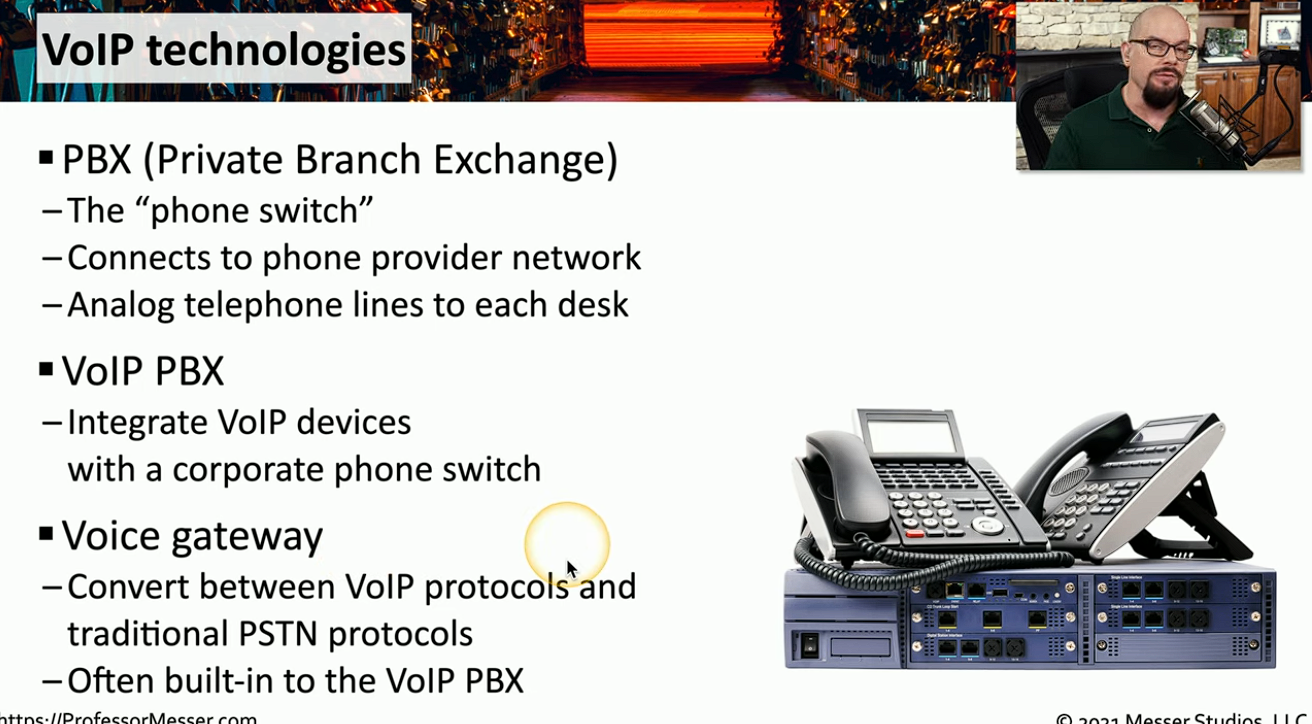 VoIP technologies
▪ PBX (Private Branch Exchange)
– The “phone switch”
– Connects to phone provider network
– Analog telephone lines to each desk
▪ VoIP PBX
– Integrate VoIP devices
with a corporate phone switch
▪ Voice gateway
– Convert between VoIP protocols and
traditional PSTN protocols
– Often built-in to the VoIP PBX
https://ProfessorMesser.com
© 2021 Messer Studios, LLC